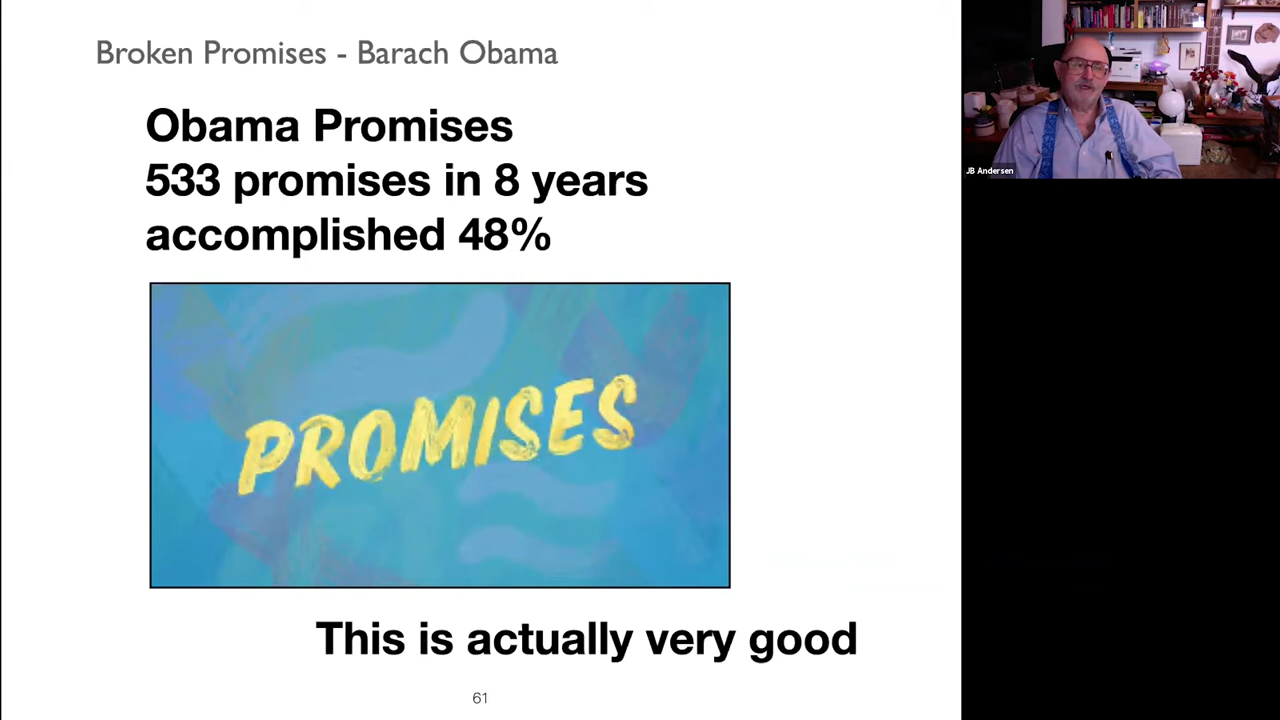 Broken Promises - Barach Obama
Obama Promises
533 promises in 8 years
accomplished 48%
PROMISES
This is actually very good
61
JB Andersen